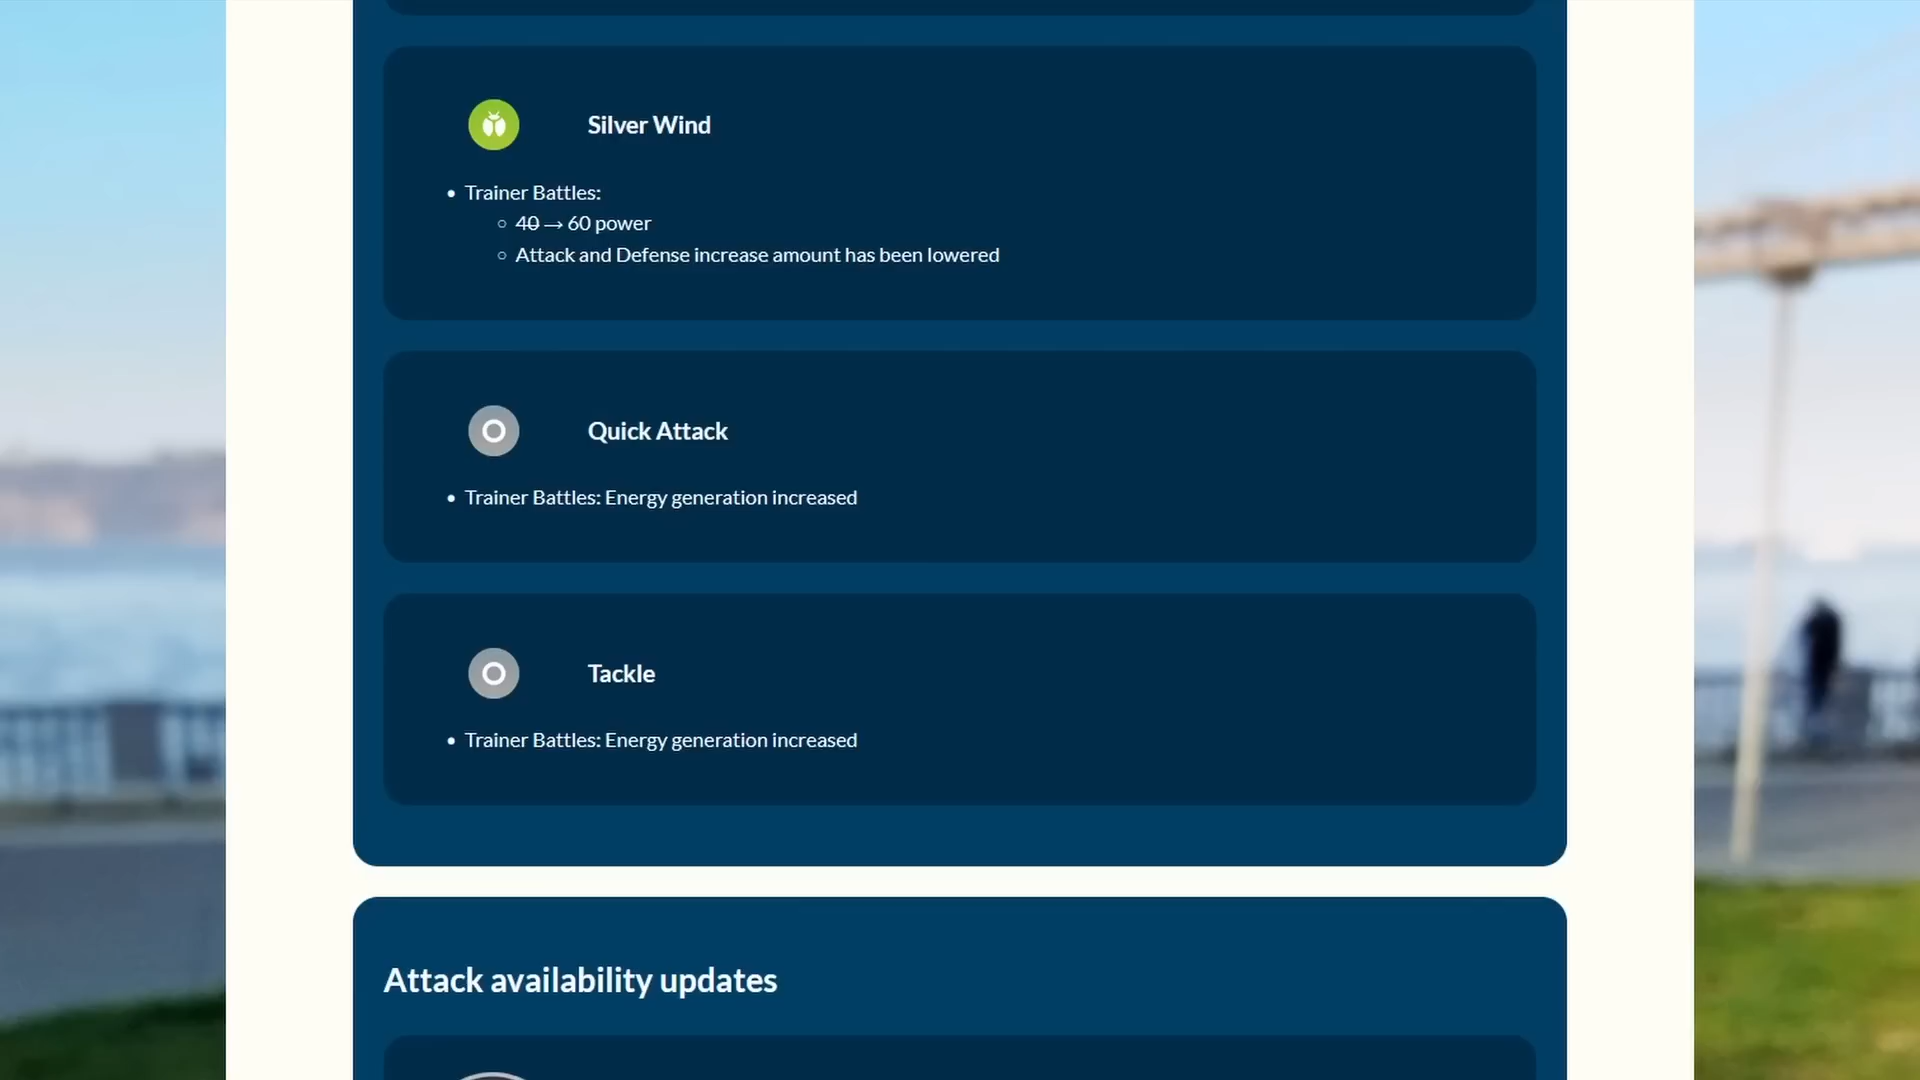 Silver Wind
• Trainer Battles:
○ 40 → 60 power
○ Attack and Defense increase amount has been lowered
Quick Attack
• Trainer Battles: Energy generation increased
Tackle
• Trainer Battles: Energy generation increased
Attack availability updates